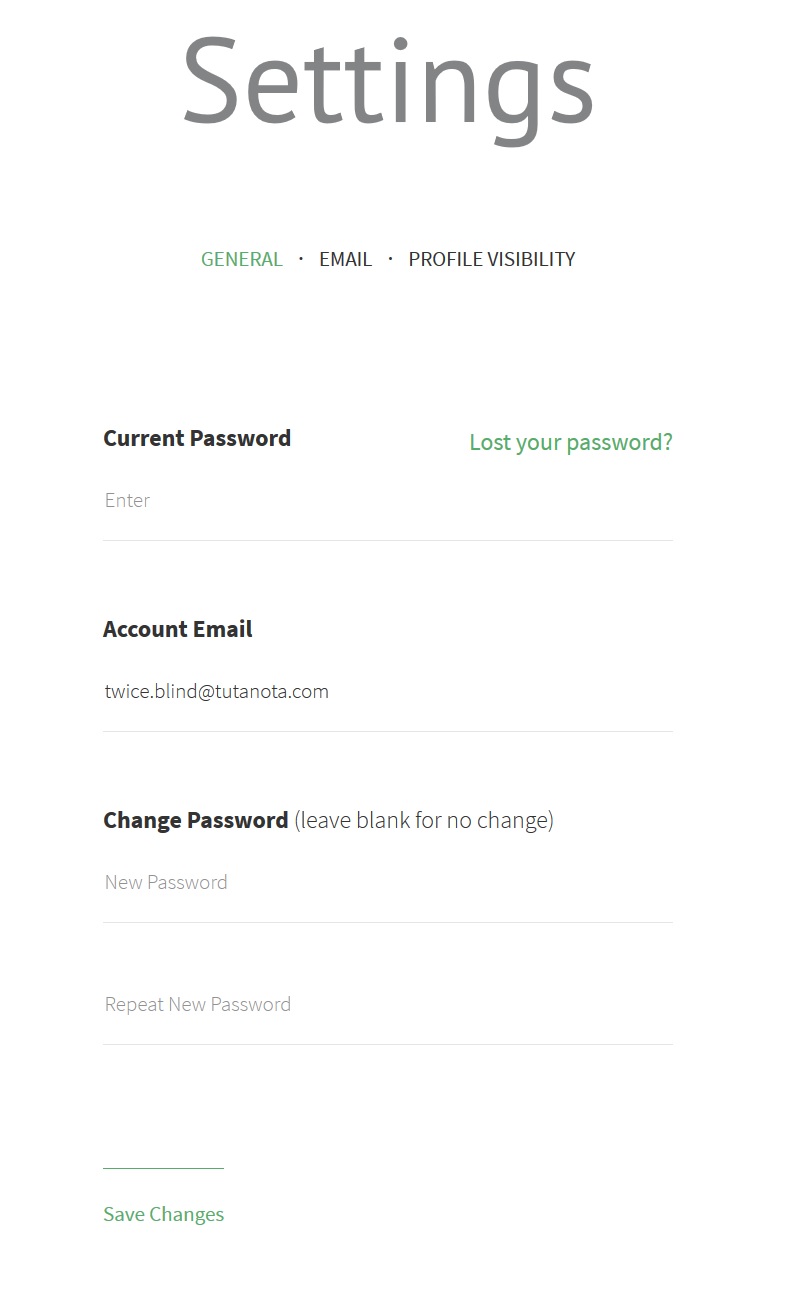 Settings
GENERAL · EMAIL · PROFILE VISIBILITY
Current Password Lost your password?
Enter
Account Email
twice.blind@tutanota.com
Change Password (leave blank for no change)
New Password
Repeat New Password
Save Changes